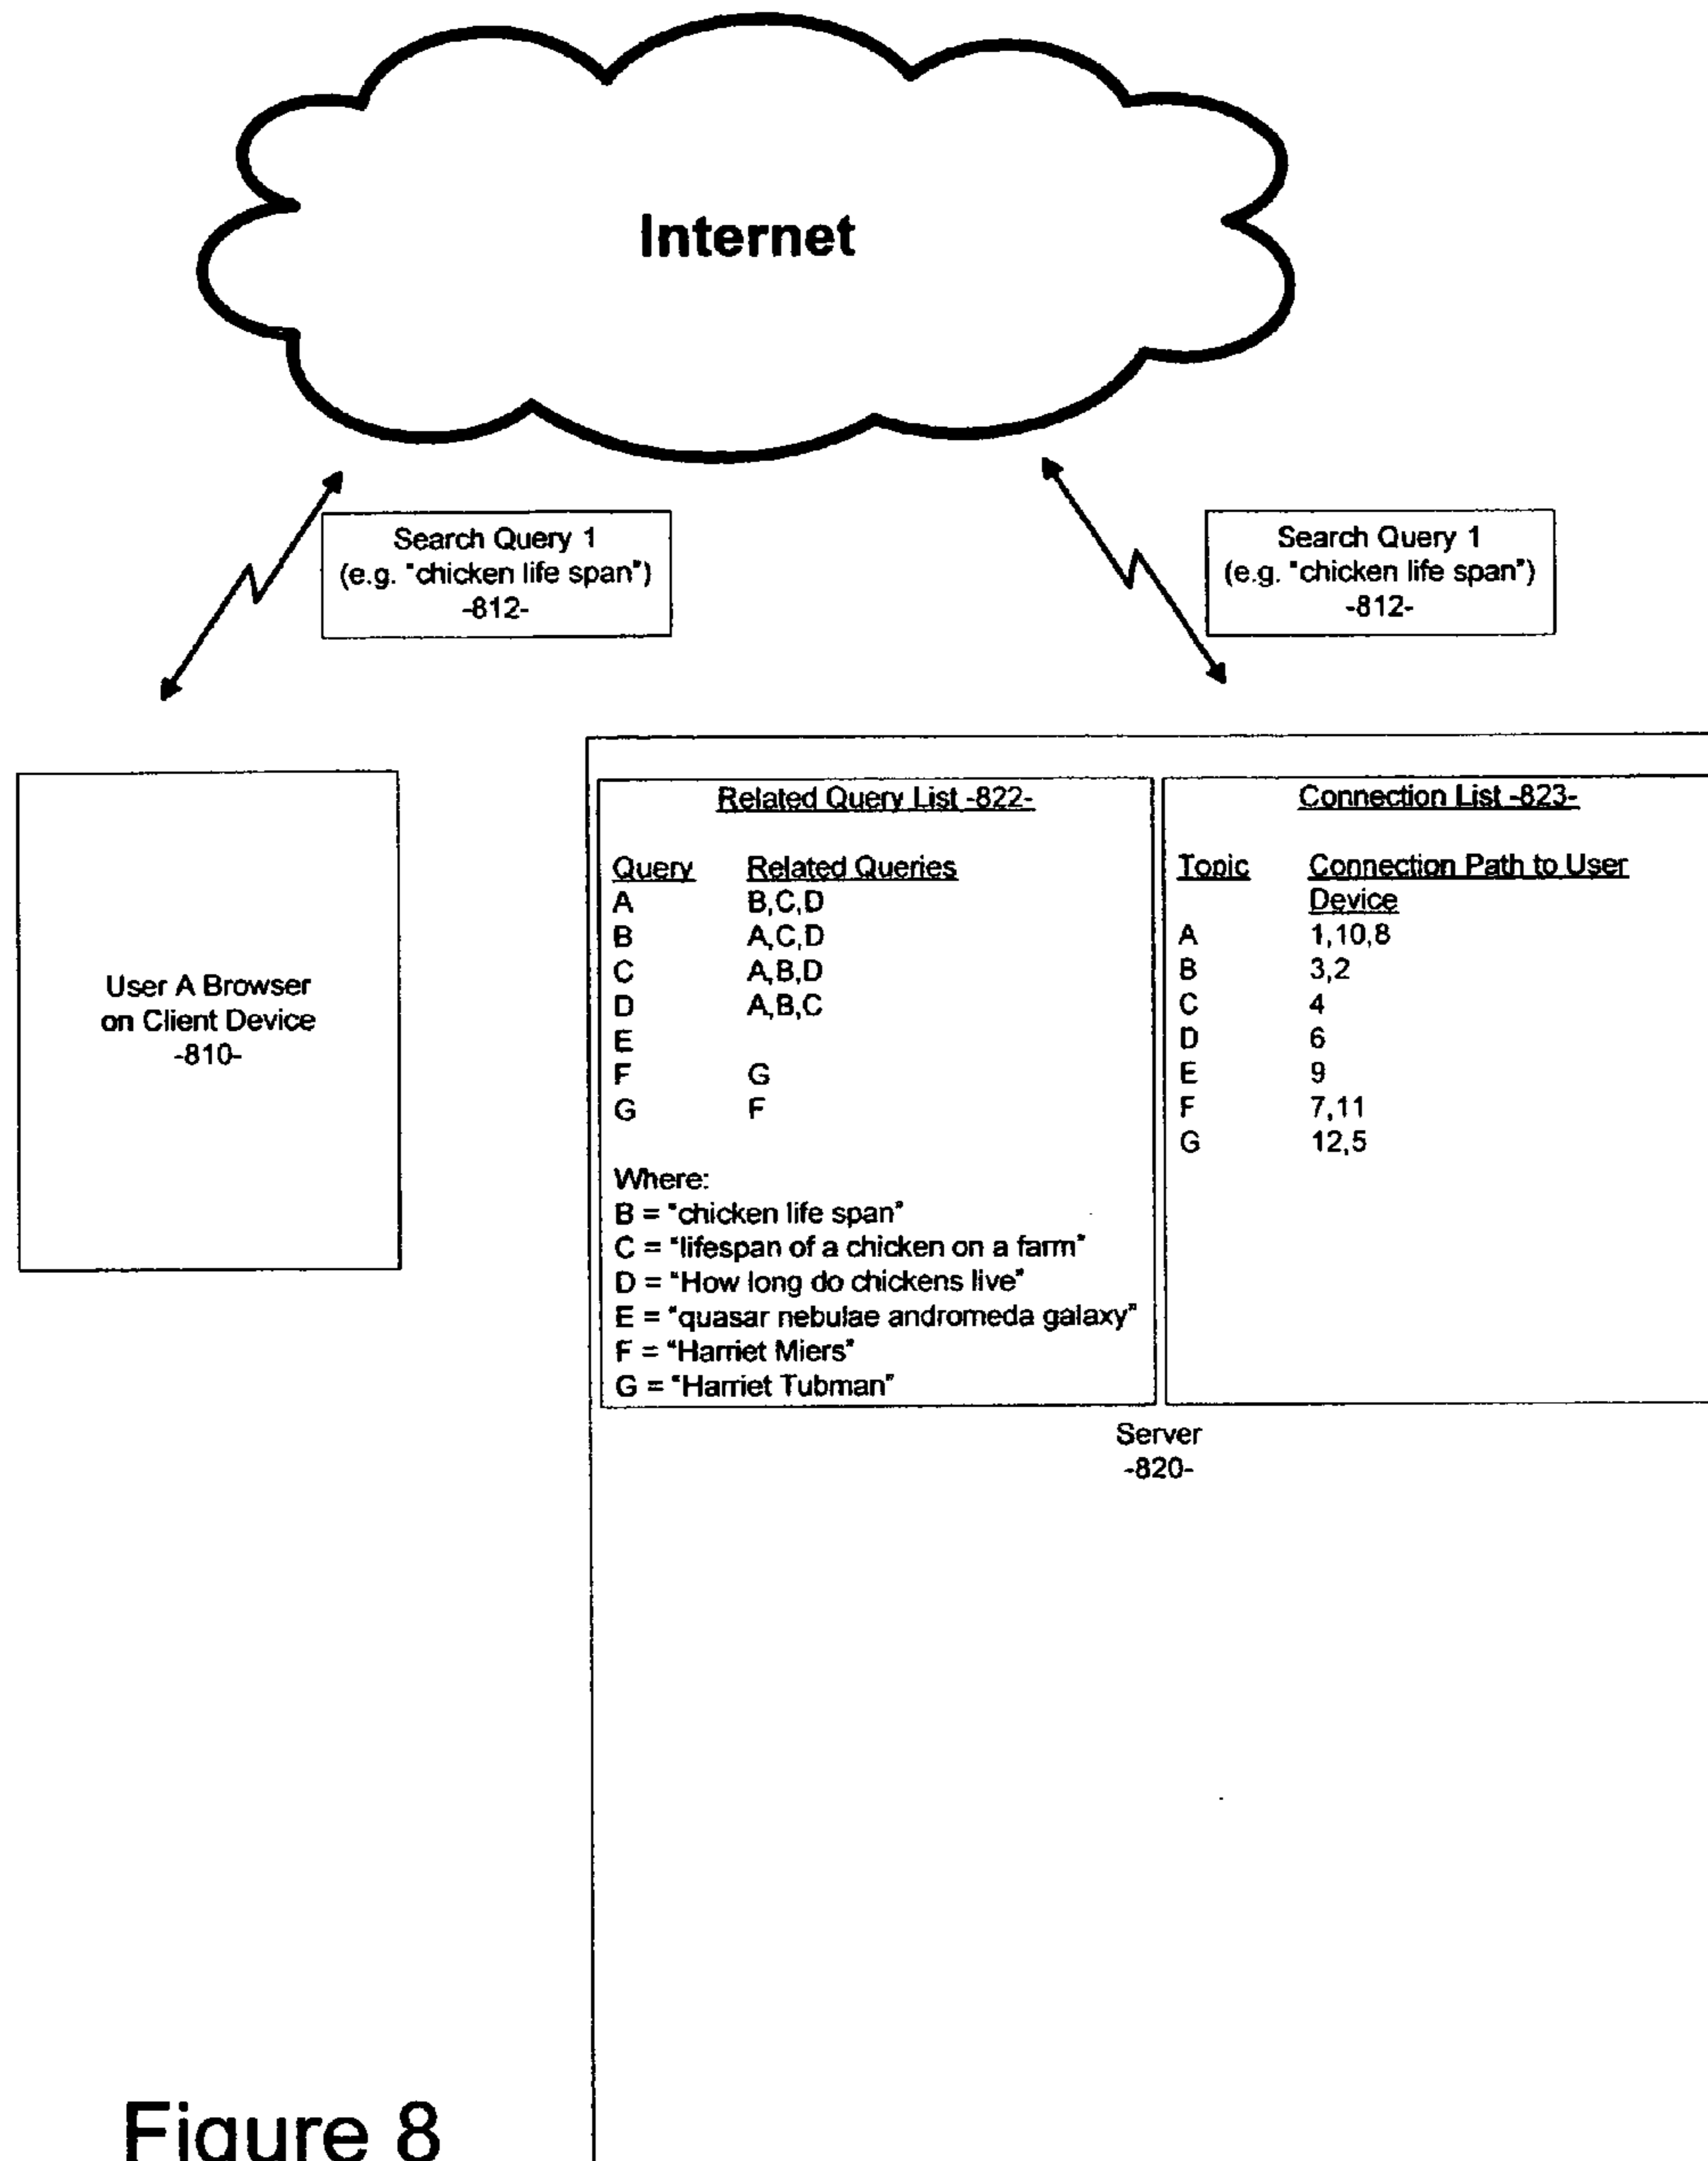 Internet
Search Query 1
(e.g. "chicken life span")
-812-
Search Query 1
(e.g. "chicken life span")
-812-
User A Browser
on Client Device
-810-
Related Query List -822-
Query Related Queries
A B,C,D
B A,C,D
C A,B,D
D A,B,C
E
F G
G F
Where:
B = "chicken life span"
C = "lifespan of a chicken on a farm"
D = "How long do chickens live"
E = "quasar nebulae andromeda galaxy"
F = "Harriet Miers"
G = "Harriet Tubman"
Connection List -823-
Topic Connection Path to User
Device
A 1,10,8
B 3,2
C 4
D 6
E 9
F 7,11
G 12,5
Server
-820-
Figure 8